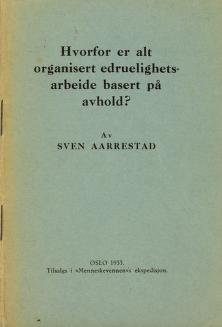 Hvorfor er alt
organisert edruelighets-
arbeide basert på
avhold?
Av
SVEN AARRESTAD
OSLO 1933.
Tilsalgs i »Menneskevennen«s ekspedisjon.